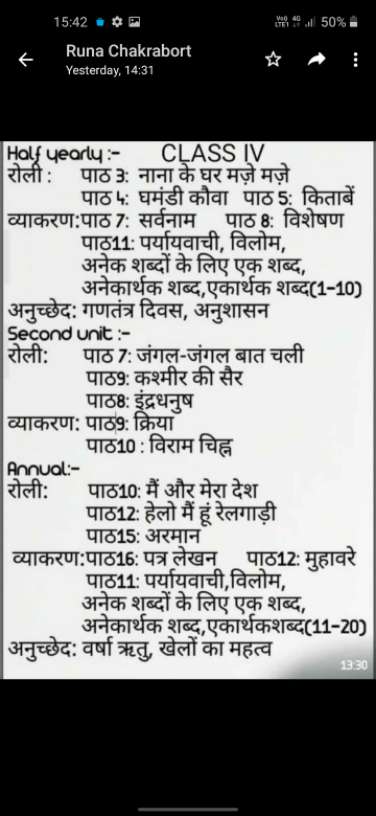 15:42 Vo) 4G LTE1 50%
Runa Chakrabort
Yesterday, 14:31
Half yearly :- CLASS IV
रोली : पाठ 3: नाना के घर मज़े मज़े
पाठ 4: घमंडी कौवा पाठ 5: किताबें
व्याकरण:पाठ 7: सर्वनाम पाठ 8: विशेषण
पाठ11: पर्यायवाची, विलोम,
अनेक शब्दों के लिए एक शब्द,
अनेकार्थक शब्द,एकार्थक शब्द(1-10)
अनुच्छेद: गणतंत्र दिवस, अनुशासन
Second unit :-
रोली: पाठ 7: जंगल-जंगल बात चली
पाठ9: कश्मीर की सैर
पाठ8: इंद्रधनुष
व्याकरण: पाठ9: क्रिया
पाठ10 : विराम चिह्न
Annual:-
रोली: पाठ10: मैं और मेरा देश
पाठ12: हेलो मैं हूं रेलगाड़ी
पाठ15: अरमान
व्याकरण:पाठ16: पत्र लेखन पाठ12: मुहावरे
पाठ11: पर्यायवाची,विलोम,
अनेक शब्दों के लिए एक शब्द,
अनेकार्थक शब्द,एकार्थकशब्द(11-20)
अनुच्छेद: वर्षा ऋतु, खेलों का महत्व
13:30